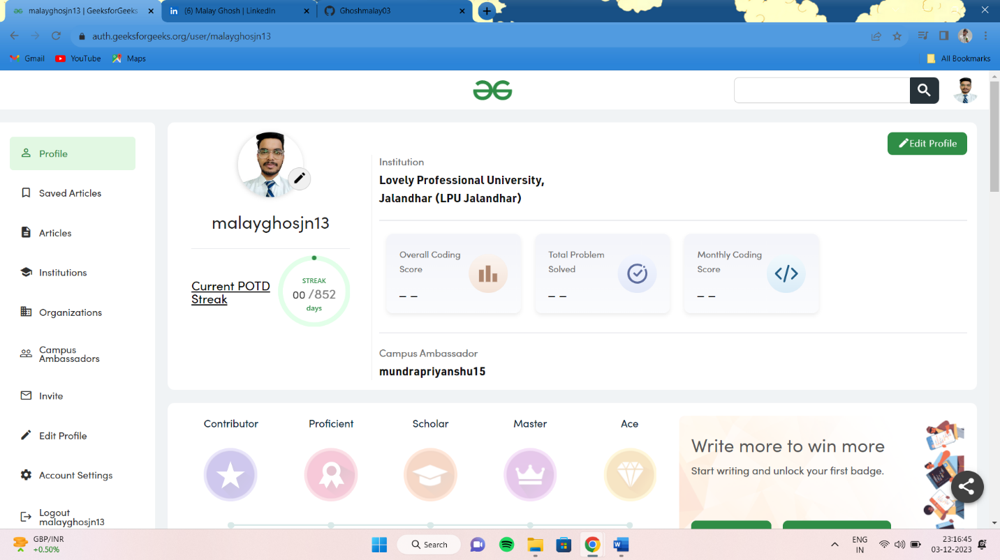 malayghosjn13 | GeeksforGeeks
(6) Malay Ghosh | LinkedIn
Ghoshmalay03
auth.geeksforgeeks.org/user/malayghosjn13
Gmail
YouTube
Maps
All Bookmarks
Profile
Saved Articles
Articles
Institutions
Organizations
Campus
Ambassadors
Invite
Edit Profile
Account Settings
Logout
malayghosjn13
malayghosjn13
Current POTD
Streak
STREAK
00 /852
days
Edit Profile
Institution
Lovely Professional University,
Jalandhar (LPU Jalandhar)
Overall Coding
Score
_ _
Total Problem
Solved
_ _
Monthly Coding
Score
_ _
Campus Ambassador
mundrapriyanshu15
Contributor
Proficient
Scholar
Master
Ace
Write more to win more
Start writing and unlock your first badge.
GBP/INR
+0.50%
Search
ENG
IN
23:16:45
03-12-2023